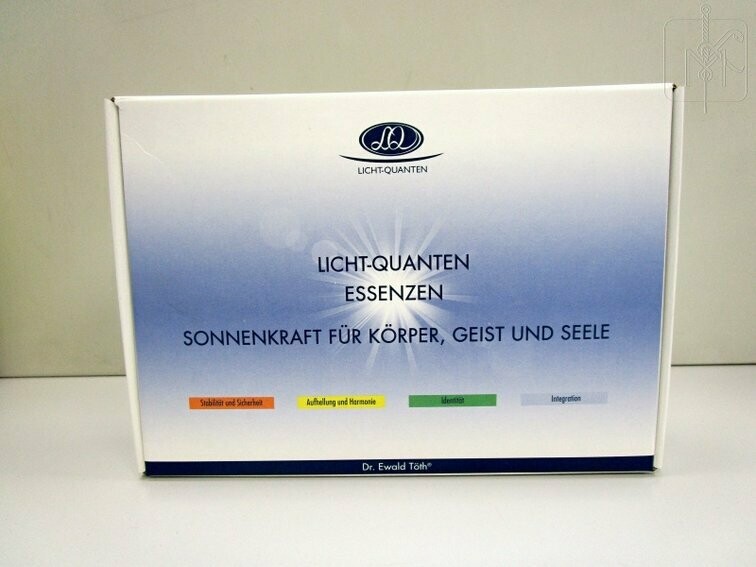 LQ
LICHT-QUANTEN
LICHT-QUANTEN
ESSENZEN
SONNENKRAFT FÜR KÖRPER, GEIST UND SEELE
Stabilität und Sicherheit
Aufhellung und Harmonie
Identität
Integration
Dr. Ewald Töth®